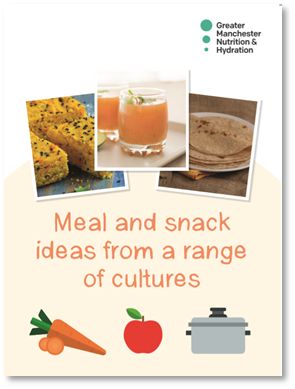 Greater
Manchester
Nutrition &
Hydration
Meal and snack
ideas from a range
of cultures